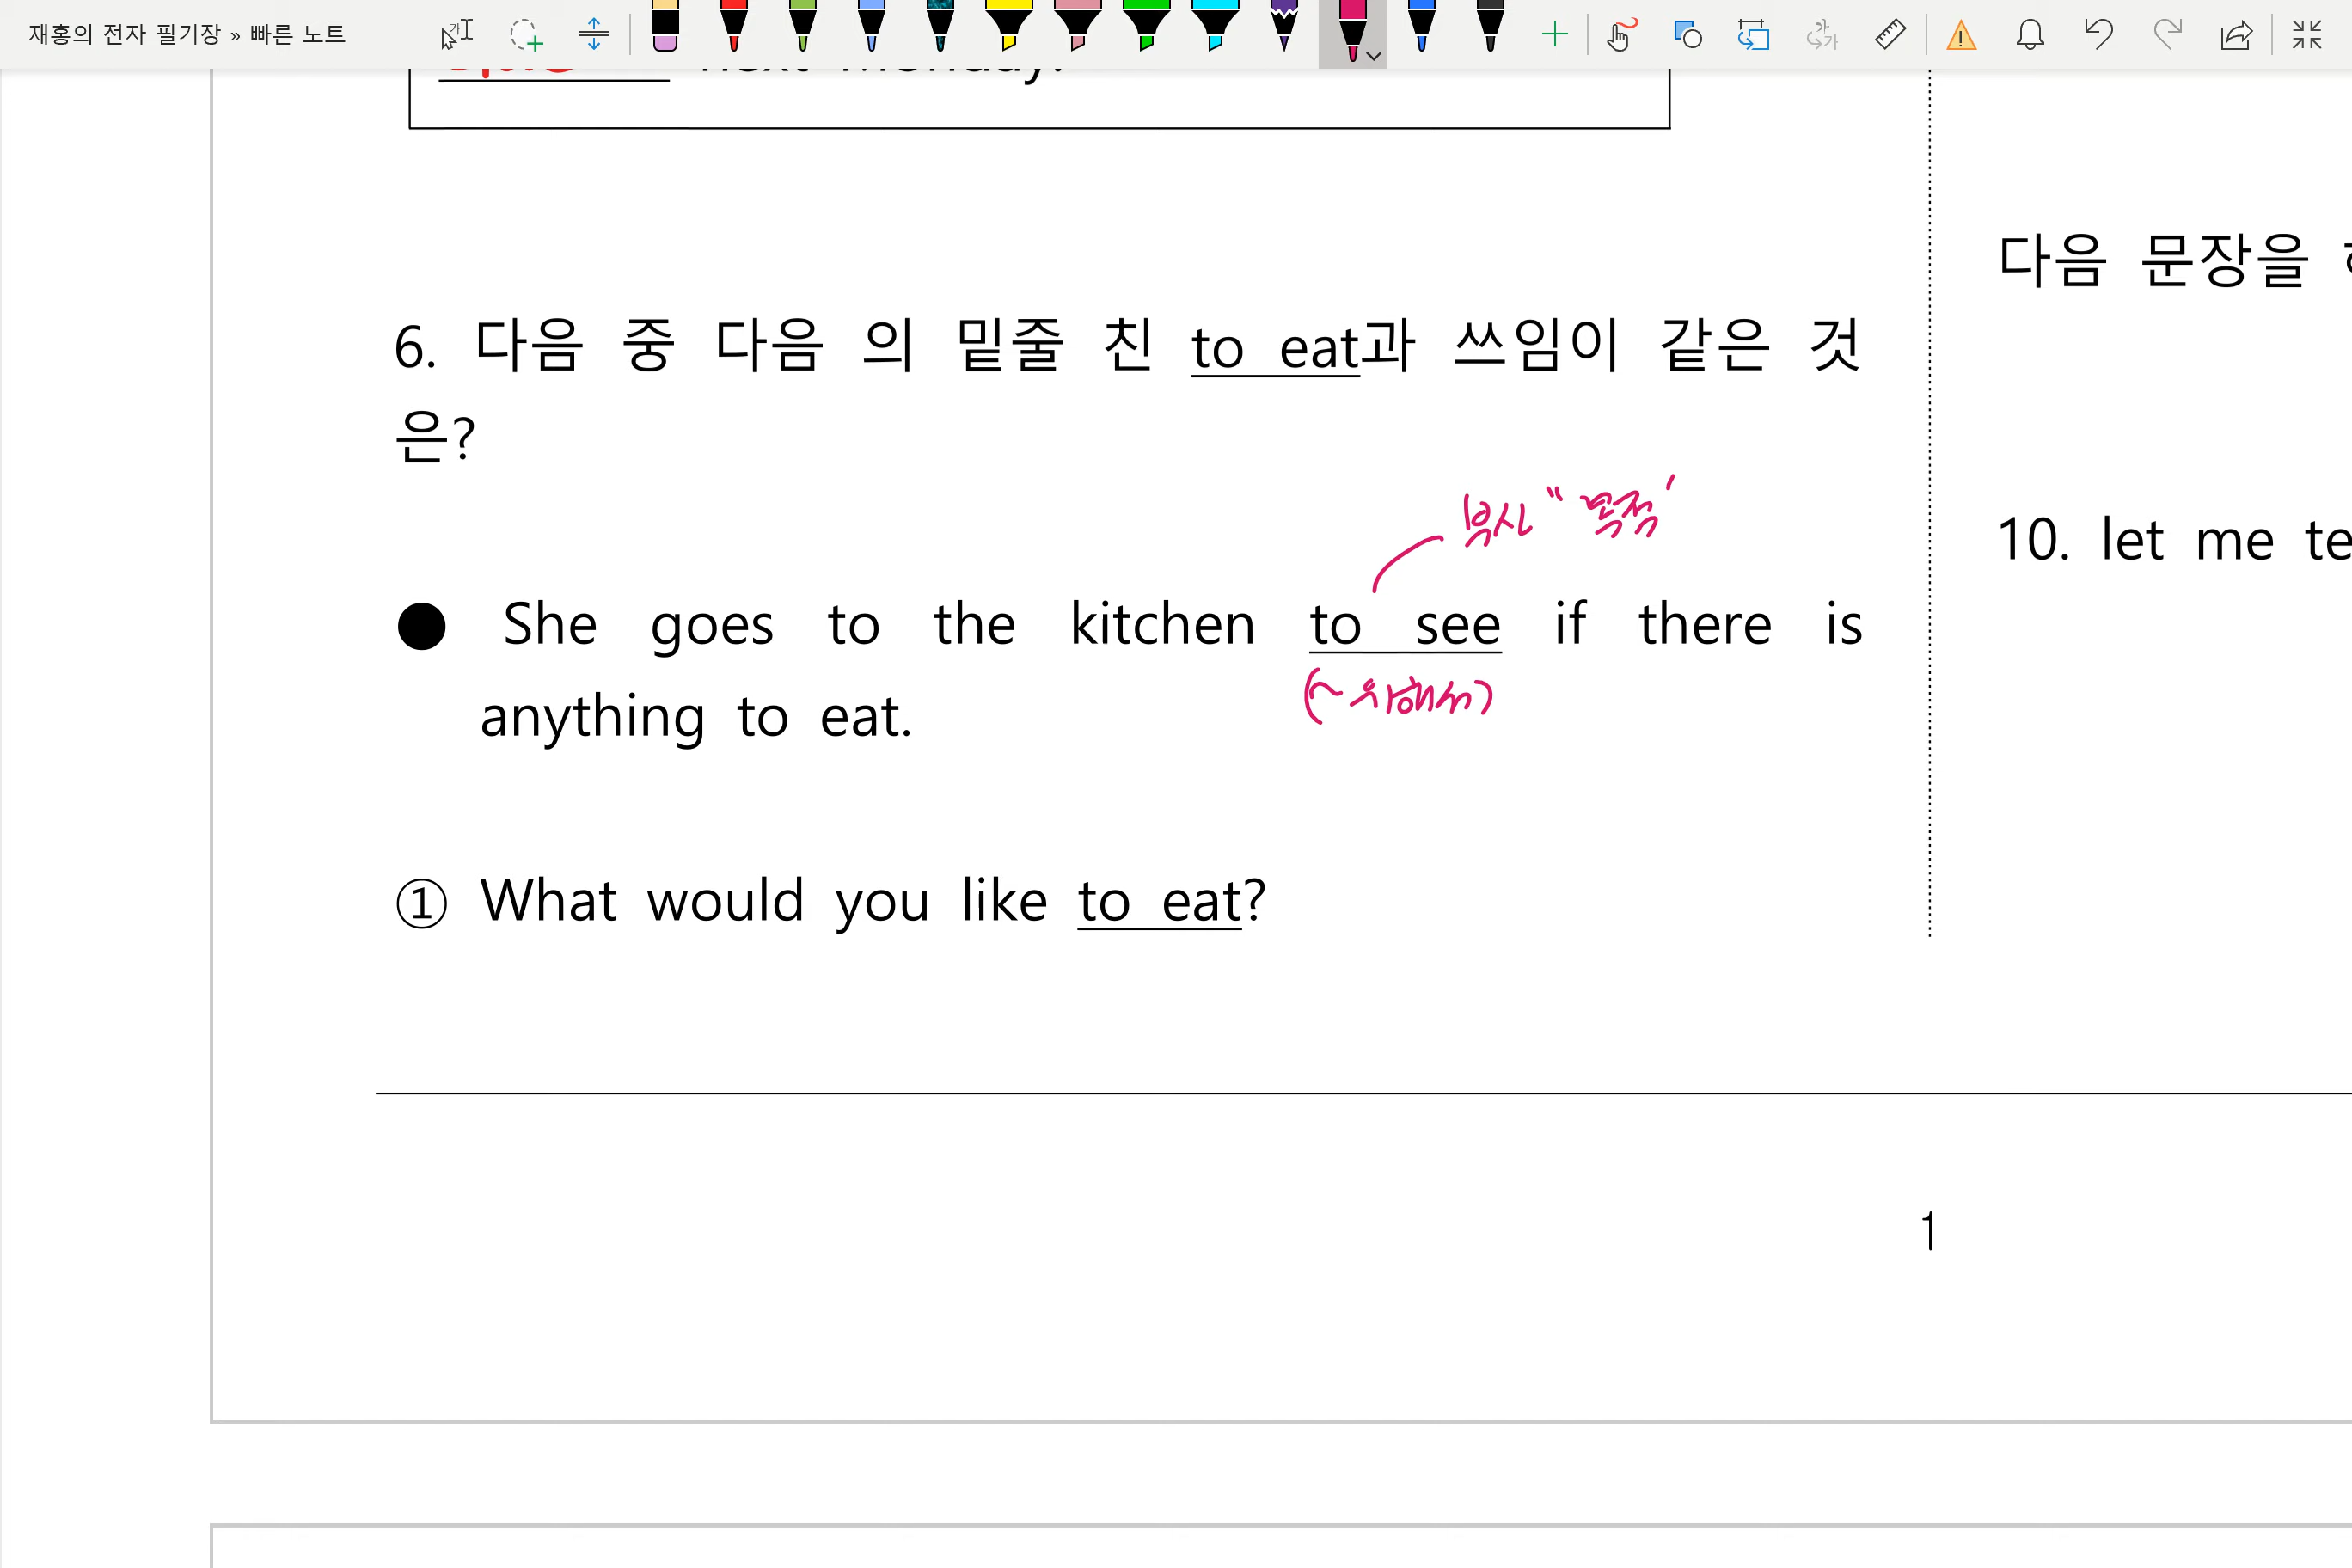 재홍의 전자 필기장 » 빠른 노트
next Monday.
6. 다음 중 다음 의 밑줄 친 to eat과 쓰임이 같은 것
은?
부사 "목적"
● She goes to the kitchen to see if there is
(~ 위해서)
anything to eat.
① What would you like to eat?
1
다음 문장을
10. let me te